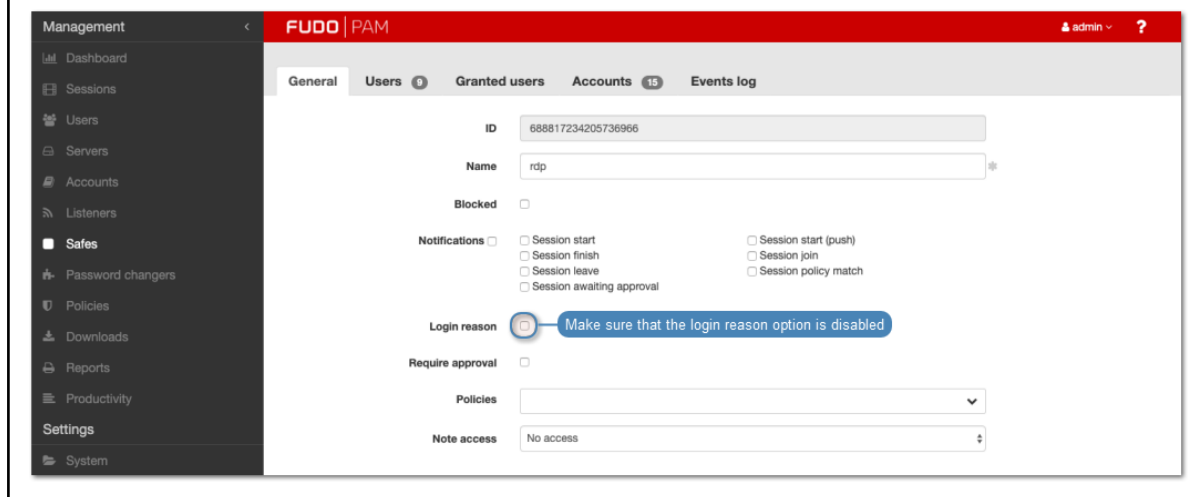 Management <
FUDO | PAM
admin ?
Dashboard
Sessions
Users
Servers
Accounts
Listeners
Safes
Password changers
Policies
Downloads
Reports
Productivity
Settings
System
General Users 9 Granted users Accounts 15 Events log
ID 688817234205736966
Name rdp
Blocked
Notifications
Session start Session start (push)
Session finish Session join
Session leave Session policy match
Session awaiting approval
Login reason Make sure that the login reason option is disabled
Require approval
Policies
Note access No access